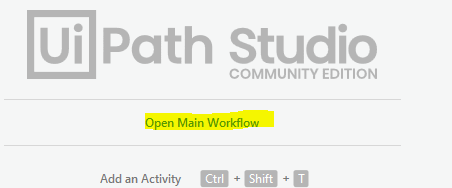 UiPath Studio
COMMUNITY EDITION
Open Main Workflow
Add an Activity Ctrl + Shift + T